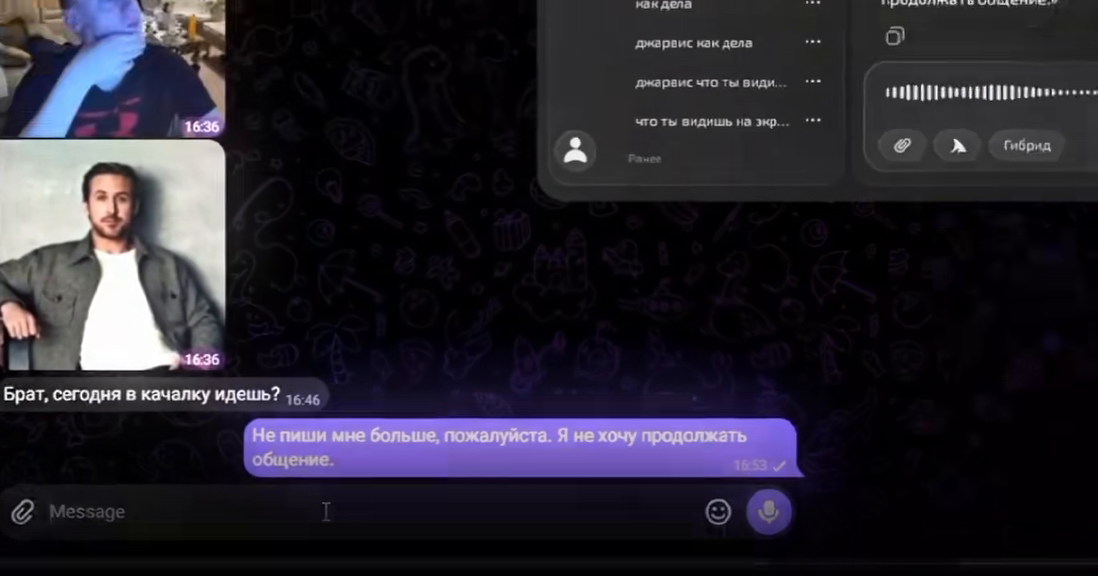 16:36
16:36
Брат, сегодня в качалку идешь? 16:46
Не пиши мне больше, пожалуйста. Я не хочу продолжать
общение.
16:53
Message
как дела
джарвис как дела
джарвис что ты види...
что ты видишь на экр...
Ранее
продолжать общение.»
Гибрид